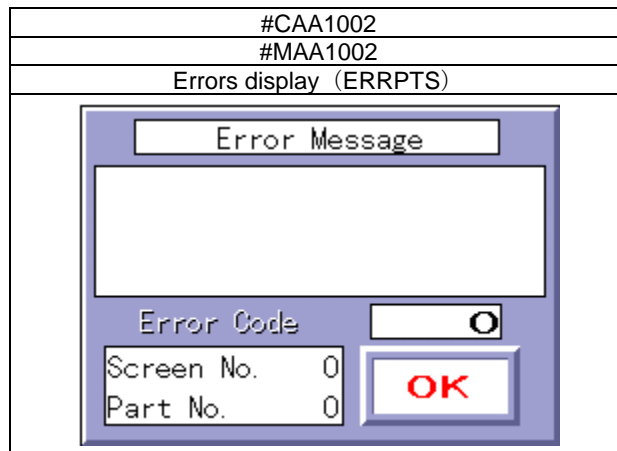 #CAA1002
#MAA1002
Errors display（ERRPTS）
Error Message
Error Code 0
Screen No. 0
Part No. 0
OK